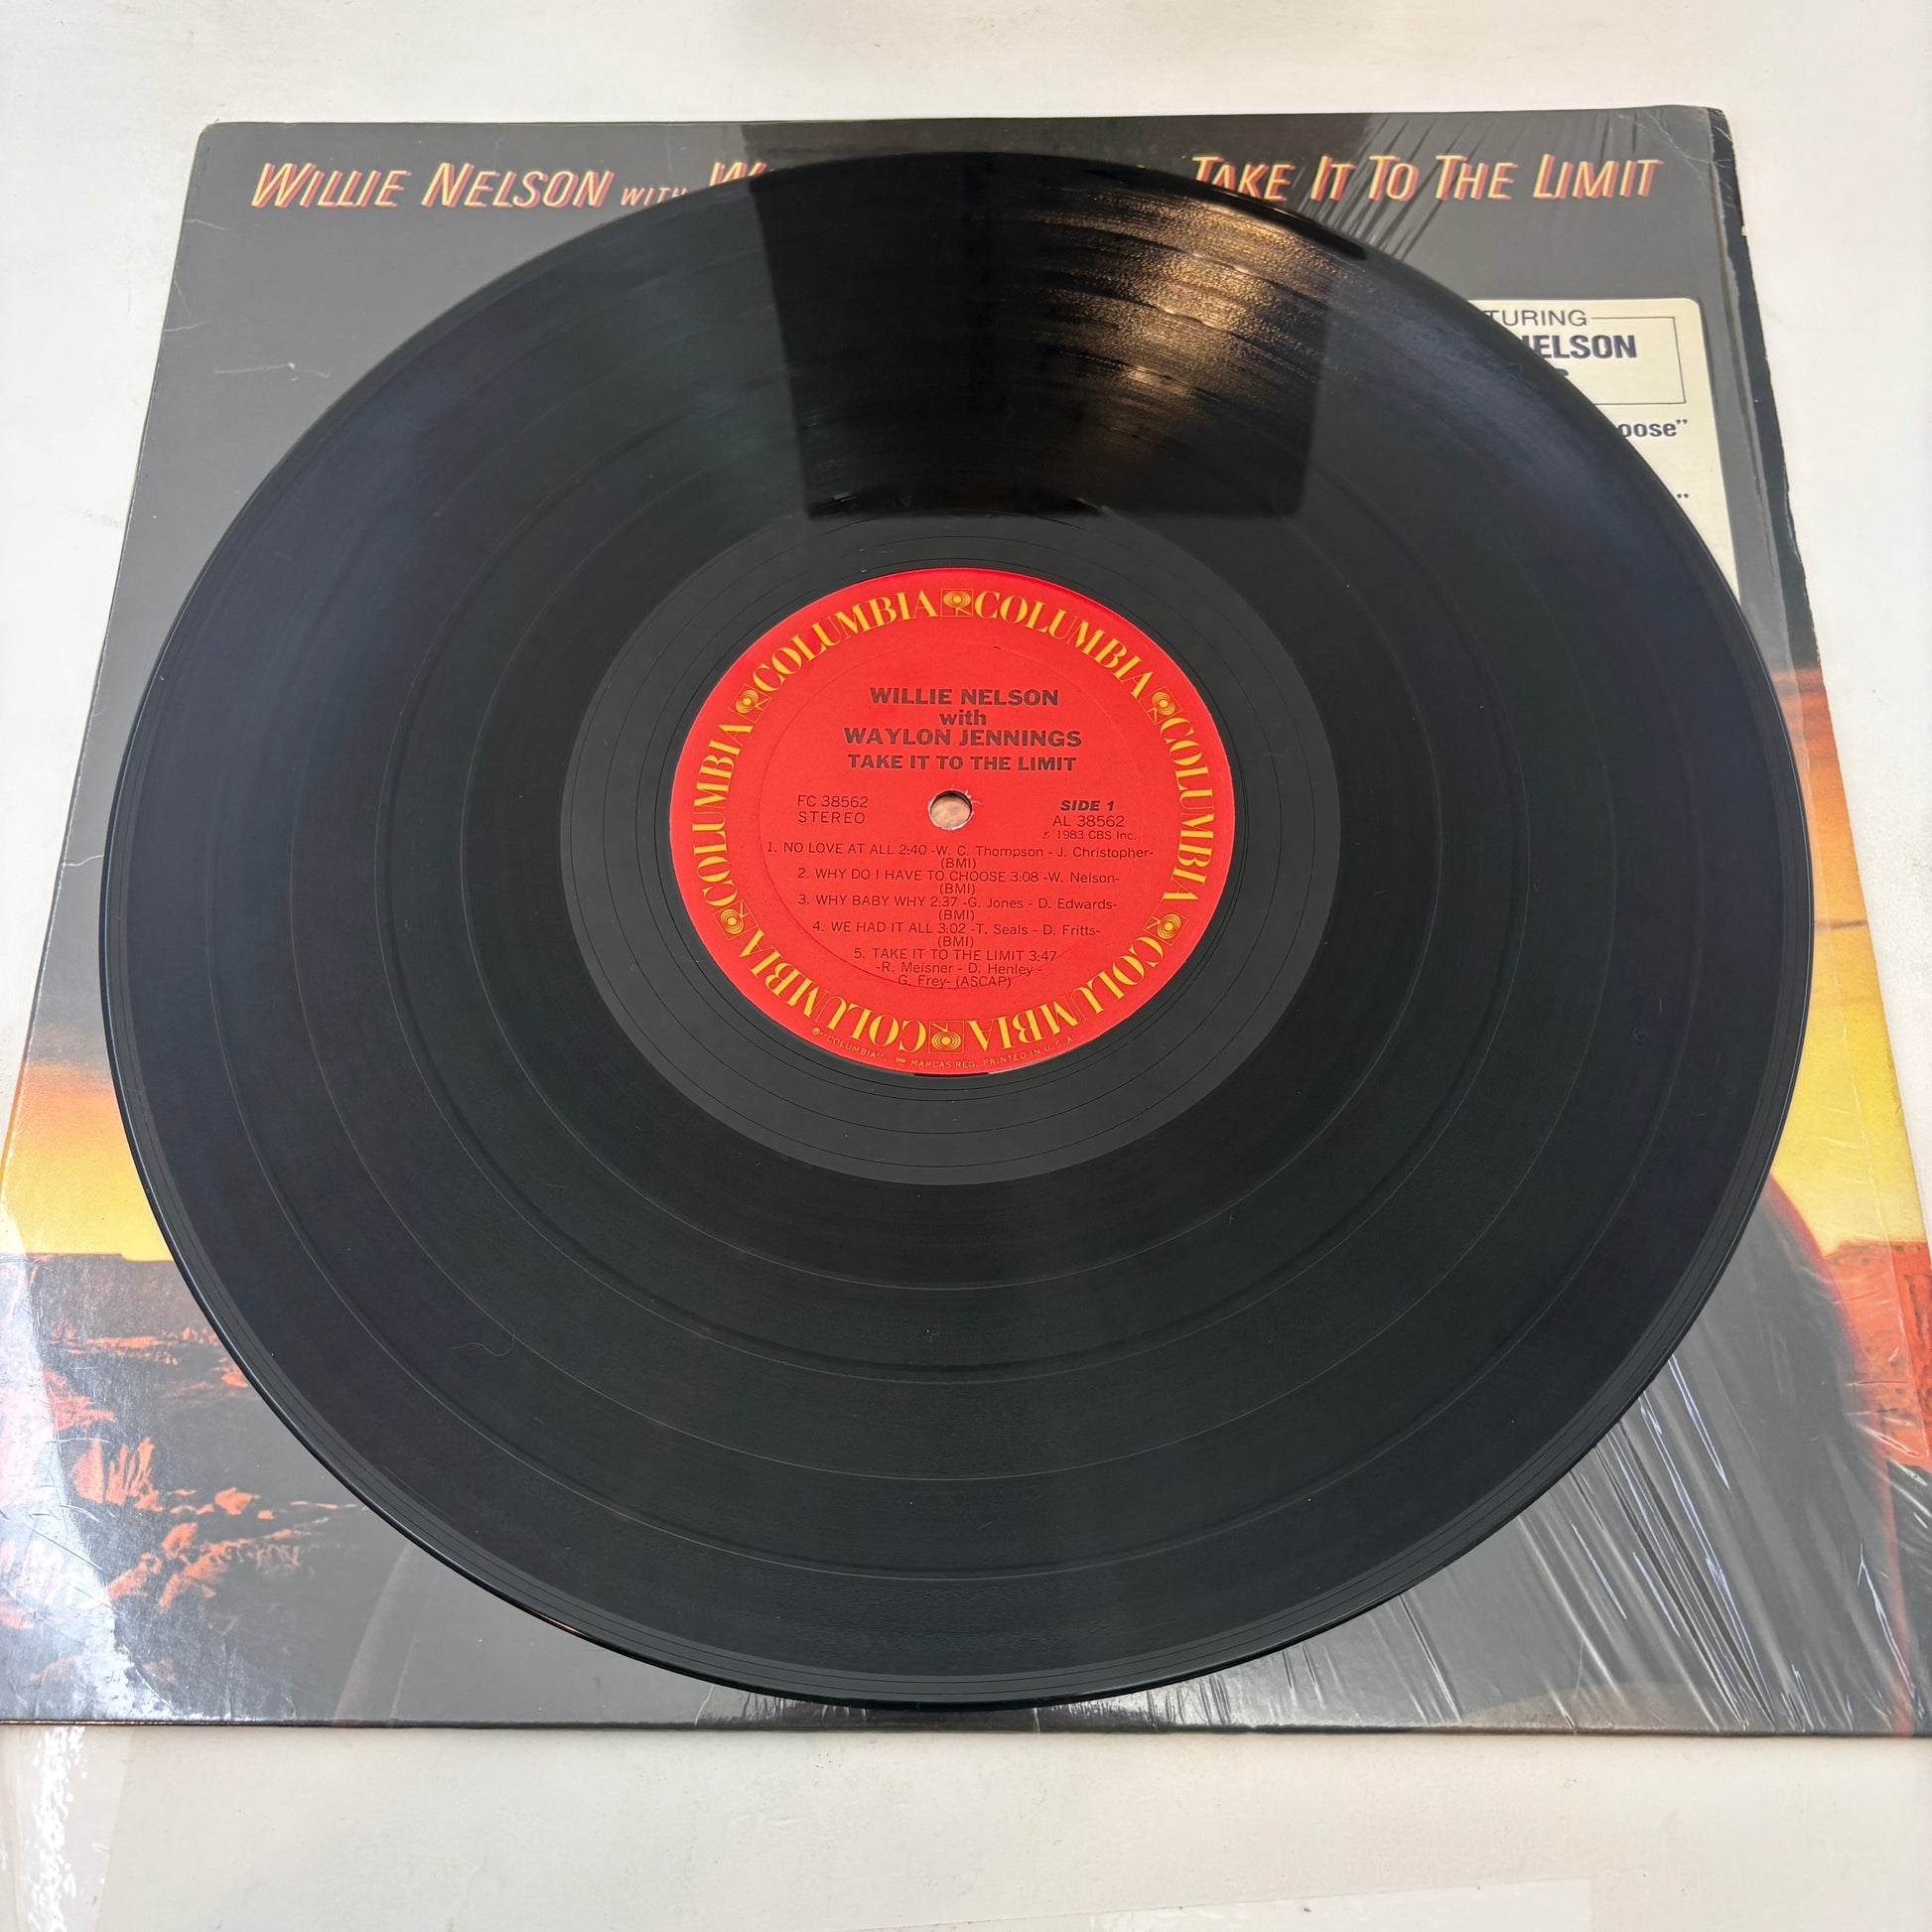 WILLIE NELSON WITH
TAKE IT TO THE LIMIT
COLUMBIA COLUMBIA COLUMBIA COLUMBIA COLUMBIA COLUMBIA
WILLIE NELSON
with
WAYLON JENNINGS
TAKE IT TO THE LIMIT
FC 38562
STEREO
SIDE 1
AL 38562
℗ 1983 CBS Inc.
1. NO LOVE AT ALL 2:40 -W. C. Thompson - J. Christopher-
(BMI)
2. WHY DO I HAVE TO CHOOSE 3:08 -W. Nelson-
(BMI)
3. WHY BABY WHY 2:37 -G. Jones - D. Edwards-
(BMI)
4. WE HAD IT ALL 3:02 -T. Seals - D. Fritts-
(BMI)
5. TAKE IT TO THE LIMIT 3:47
-R. Meisner - D. Henley -
G. Frey- (ASCAP)
®"COLUMBIA", MARCAS REG. PRINTED IN U.S.A.
TURING
NELSON
oose"